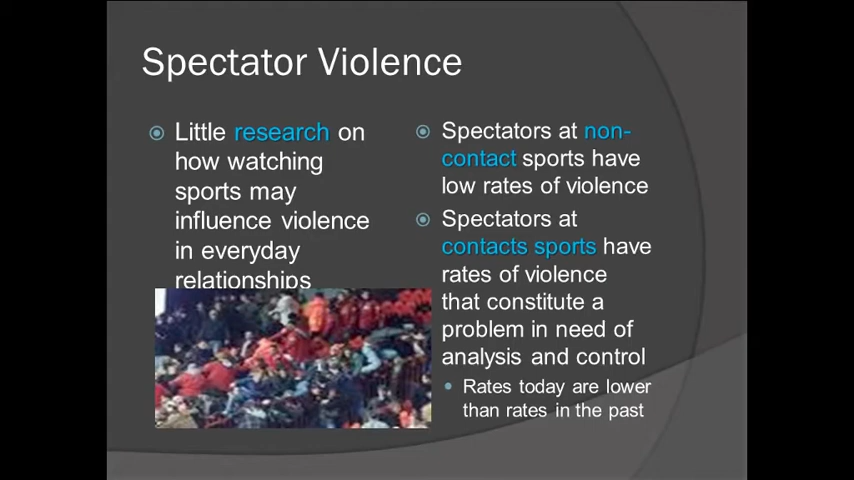 Spectator Violence
Little research on
how watching
sports may
influence violence
in everyday
relationships
Spectators at non-
contact sports have
low rates of violence
Spectators at
contacts sports have
rates of violence
that constitute a
problem in need of
analysis and control
Rates today are lower
than rates in the past